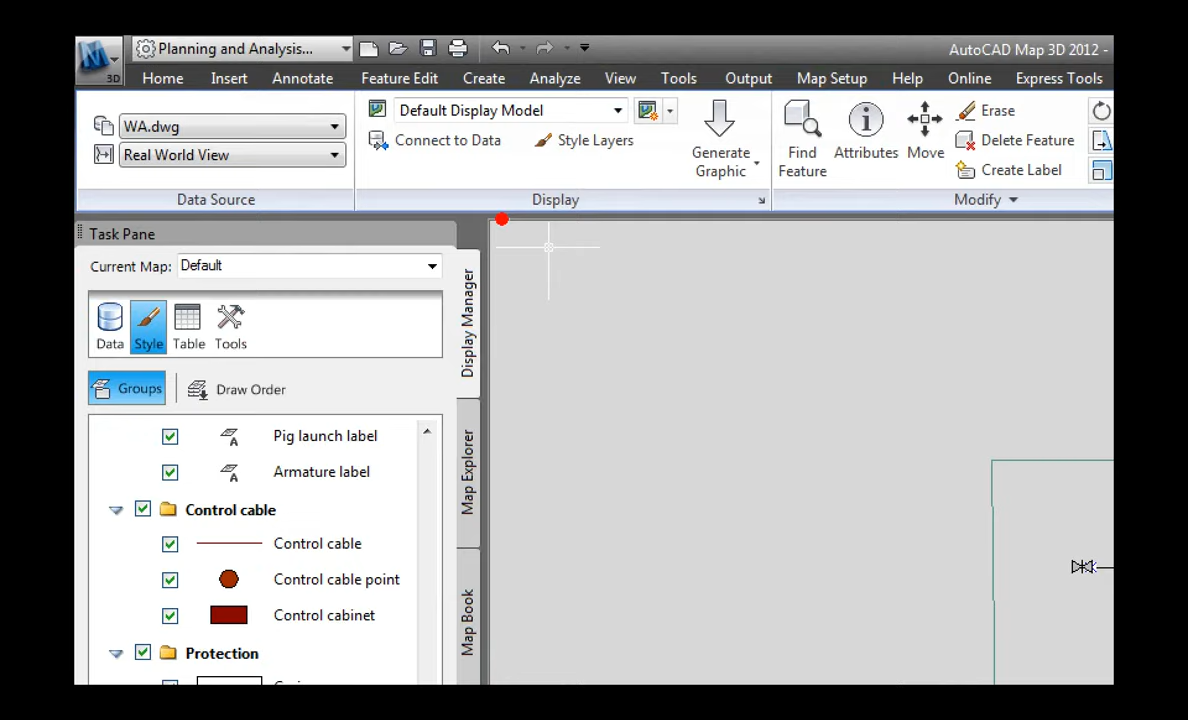 Planning and Analysis...
AutoCAD Map 3D 2012 -
3D
Home Insert Annotate Feature Edit Create Analyze View Tools Output Map Setup Help Online Express Tools
WA.dwg
Real World View
Data Source
Default Display Model
Connect to Data
Style Layers
Generate
Graphic
Display
Find
Feature
Attributes
Move
Erase
Delete Feature
Create Label
Modify
Task Pane
Current Map: Default
Data Style Table Tools
Groups Draw Order
Pig launch label
Armature label
Control cable
Control cable
Control cable point
Control cabinet
Protection
Display Manager
Map Explorer
Map Book